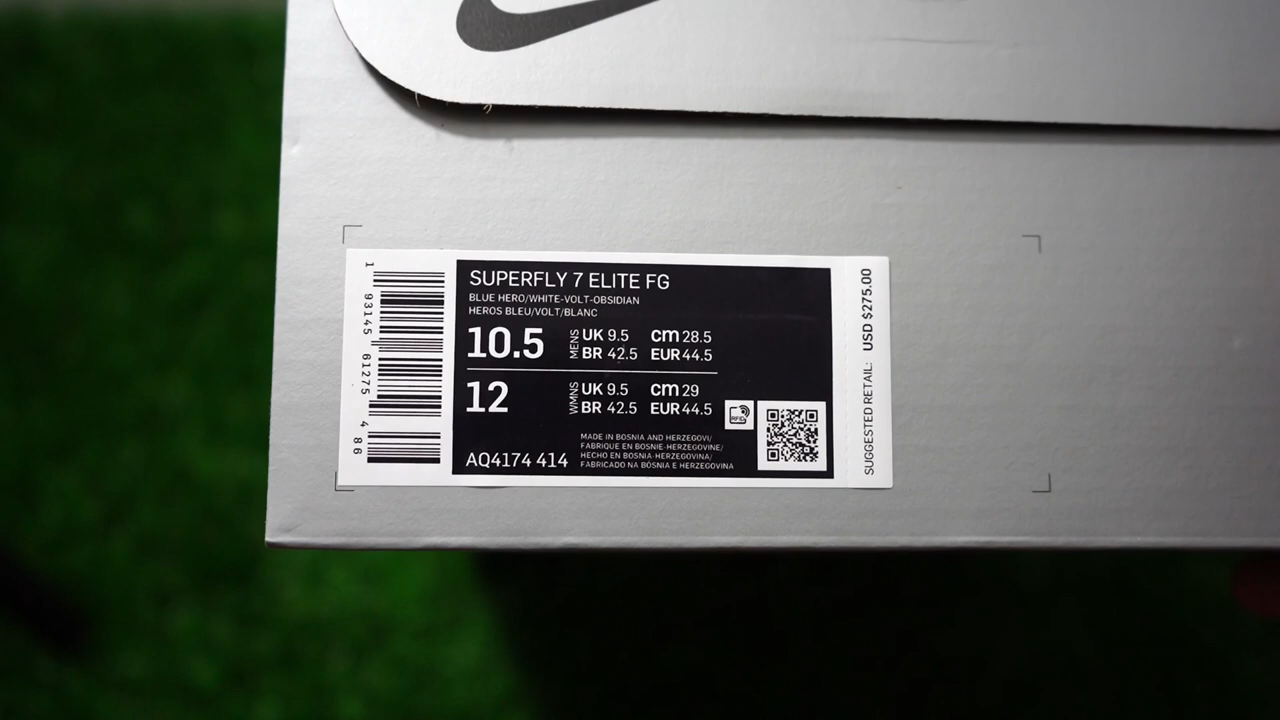 1 93145 61275 4 86
SUPERFLY 7 ELITE FG
BLUE HERO/WHITE-VOLT-OBSIDIAN
HEROS BLEU/VOLT/BLANC
10.5 MENS UK 9.5 cm 28.5
BR 42.5 EUR 44.5
12 WMNS UK 9.5 cm 29
BR 42.5 EUR 44.5
RFID
MADE IN BOSNIA AND HERZEGOVI/
FABRIQUE EN BOSNIE-HERZEGOVINE/
HECHO EN BOSNIA-HERZEGOVINA/
FABRICADO NA BÓSNIA E HERZEGOVINA
AQ4174 414
SUGGESTED RETAIL: USD $275.00